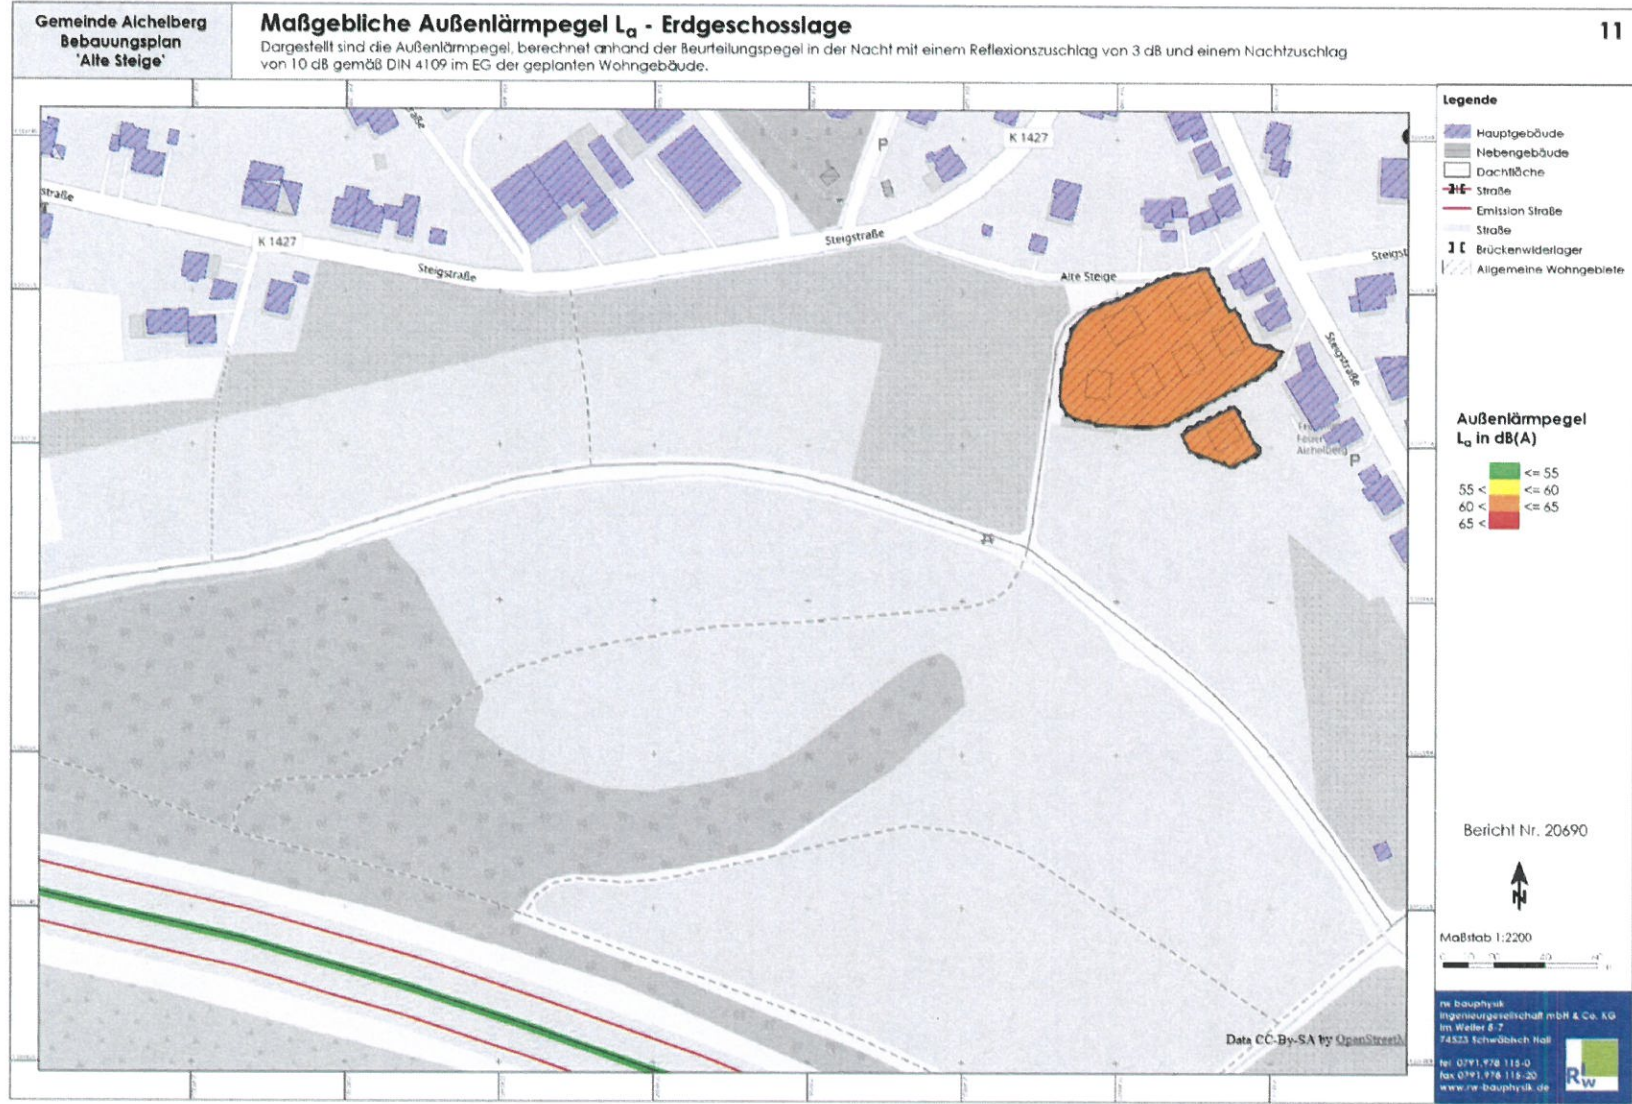 Gemeinde Aichelberg
Bebauungsplan
'Alte Steige'
Maßgebliche Außenlärmpegel La - Erdgeschosslage
Dargestellt sind die Außenlärmpegel, berechnet anhand der Beurteilungspegel in der Nacht mit einem Reflexionszuschlag von 3 dB und einem Nachtzuschlag
von 10 dB gemäß DIN 4109 im EG der geplanten Wohngebäude.
11
Legende
Hauptgebäude
Nebengebäude
Dachfläche
Straße
Emission Straße
Straße
Brückenwiderlager
Allgemeine Wohngebiete
P
K 1427
straße
Steigstraße
K 1427
Steigstraße
Alte Steige
Steigst
Steigstraße
Feuer
Aichelberg
P
Außenlärmpegel
La in dB(A)
<= 55
55 < <= 60
60 < <= 65
65 <
Bericht Nr. 20690
N
Maßstab 1:2200
Data CC-By-SA by OpenStreetM
rw bauphysik
ingenieurgesellschaft mbH & Co. KG
Im Weiler 5-7
74523 Schwäbisch Hall
tel 0791.978 115-0
fax 0791.978 115-20
www.rw-bauphysik.de
RW